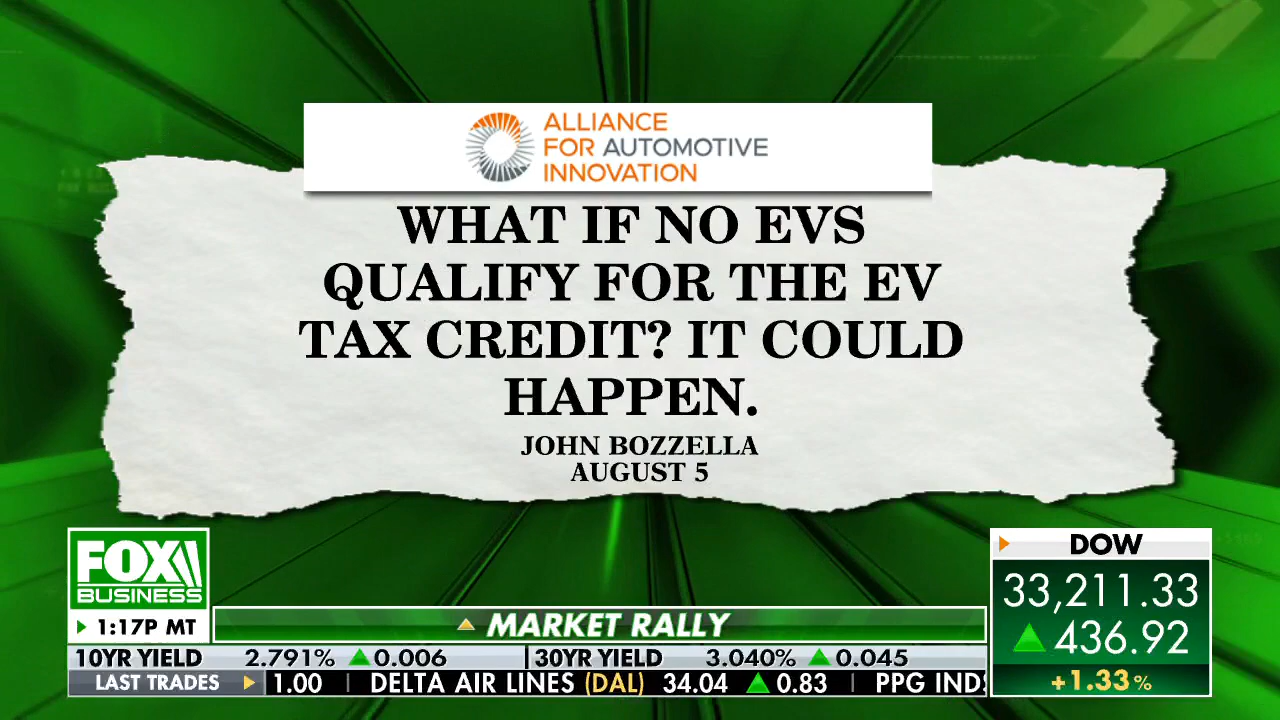 ALLIANCE
FOR AUTOMOTIVE
INNOVATION
WHAT IF NO EVS
QUALIFY FOR THE EV
TAX CREDIT? IT COULD
HAPPEN.
JOHN BOZZELLA
AUGUST 5
FOX
BUSINESS
1:17P MT
MARKET RALLY
10YR YIELD 2.791% 0.006 30YR YIELD 3.040% 0.045
LAST TRADES 1.00 DELTA AIR LINES (DAL) 34.04 0.83 PPG INDS
DOW
33,211.33
436.92
+1.33%